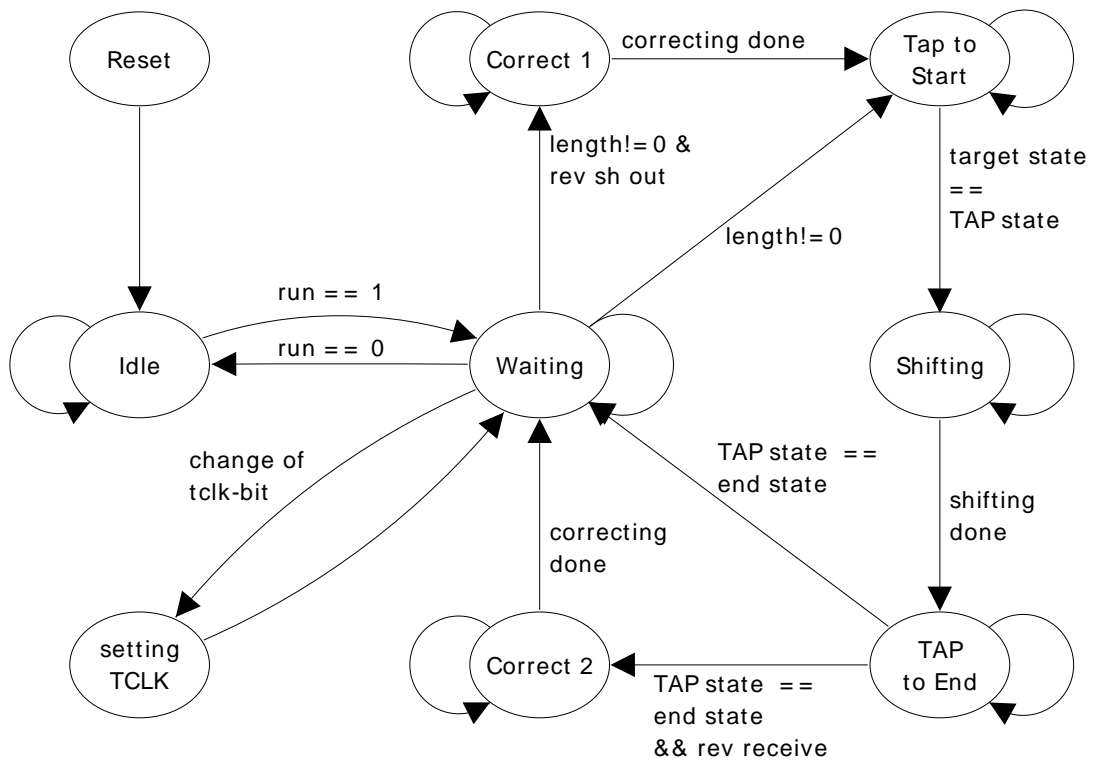 Reset
Correct 1
correcting done
Tap to
Start
length!=0 &
rev sh out
target state
==
TAP state
length!=0
run == 1
Idle
run == 0
Waiting
Shifting
change of
tclk-bit
TAP state ==
end state
shifting
done
correcting
done
setting
TCLK
Correct 2
TAP
to End
TAP state ==
end state
&& rev receive